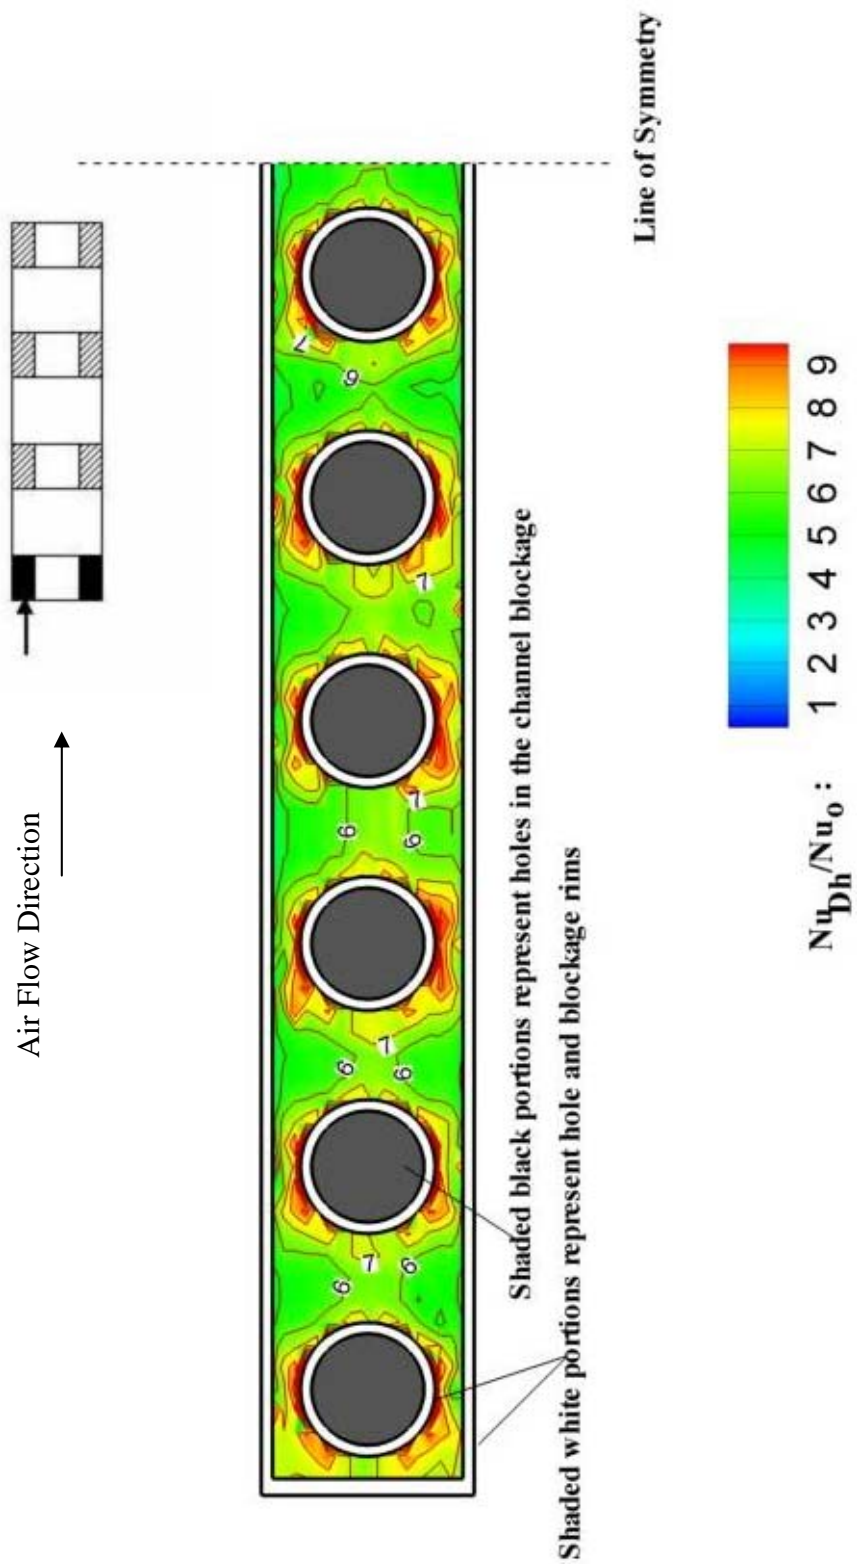 Air Flow Direction
6
7
6
6
6
7
6
6
7
7
6
7
Line of Symmetry
Shaded black portions represent holes in the channel blockage
Shaded white portions represent hole and blockage rims
Nu_Dh/Nu_o : 1 2 3 4 5 6 7 8 9